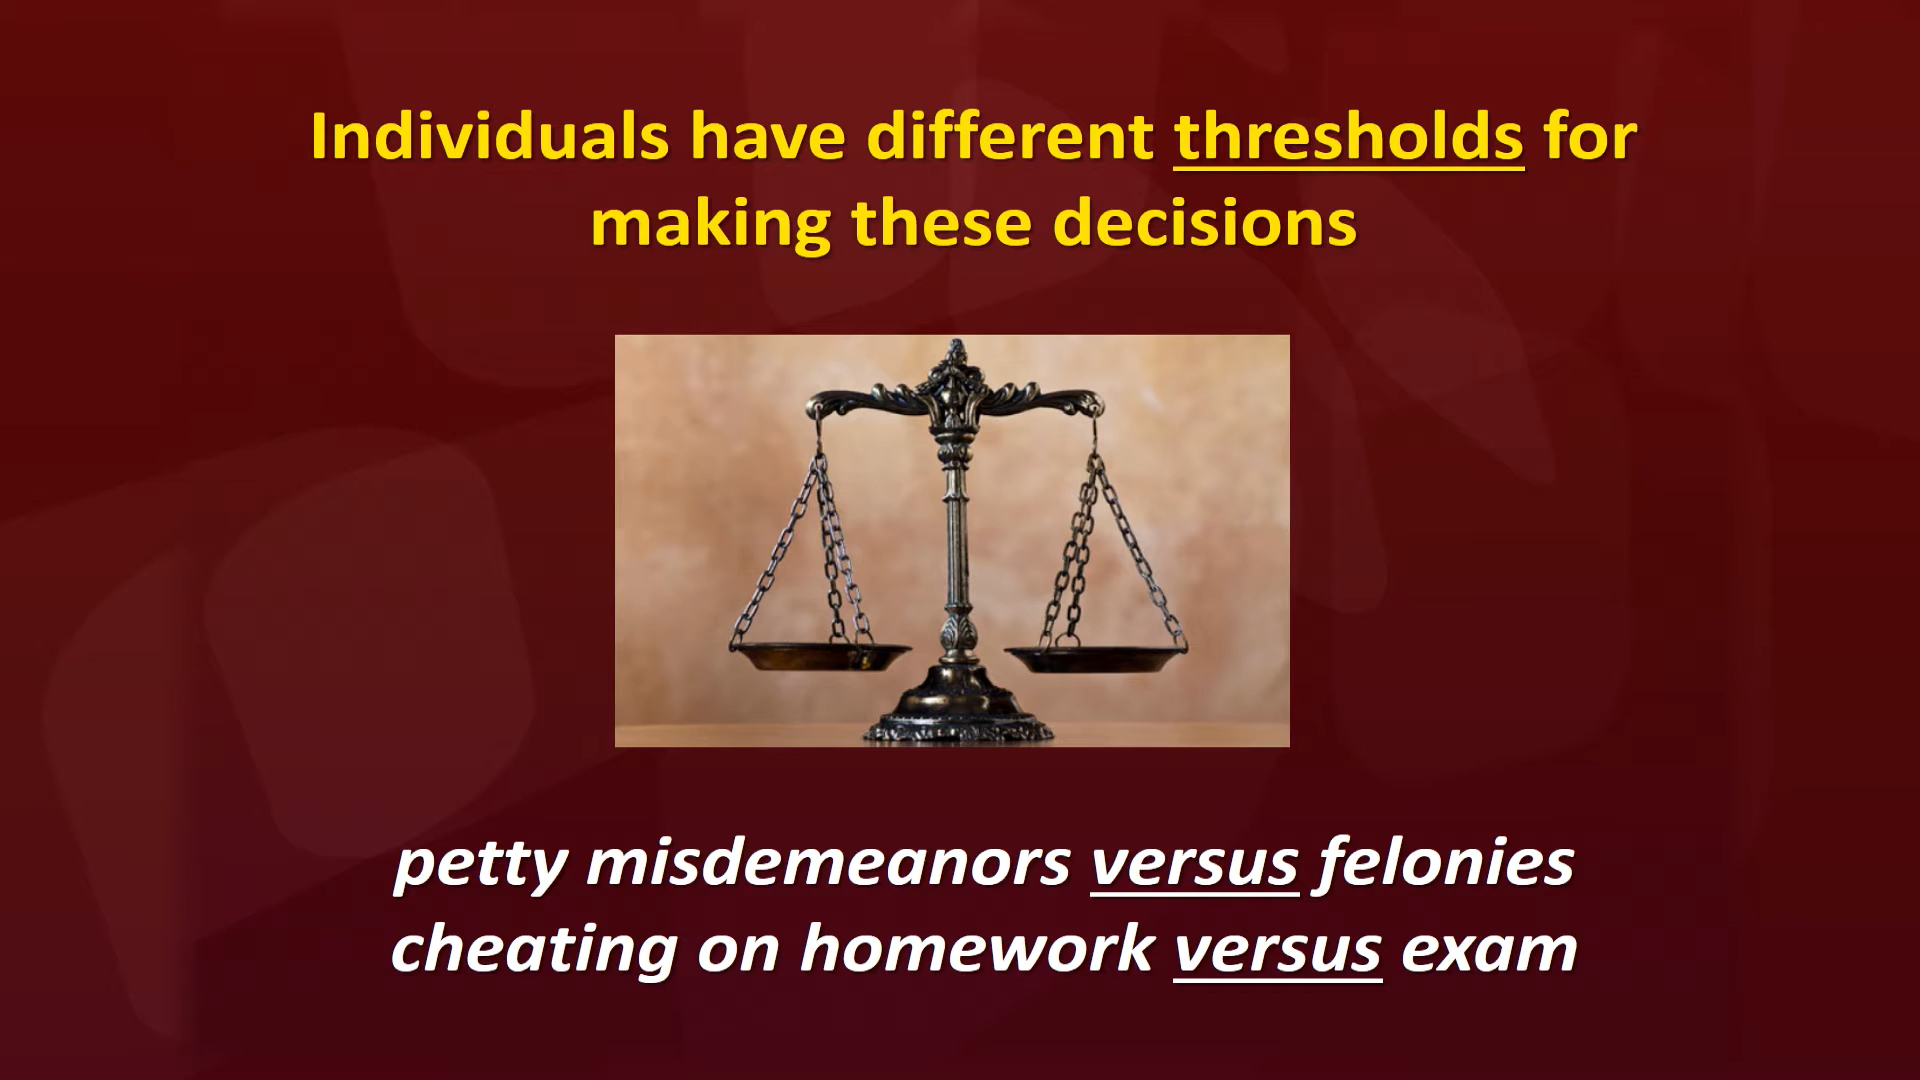 Individuals have different thresholds for
making these decisions
petty misdemeanors versus felonies
cheating on homework versus exam